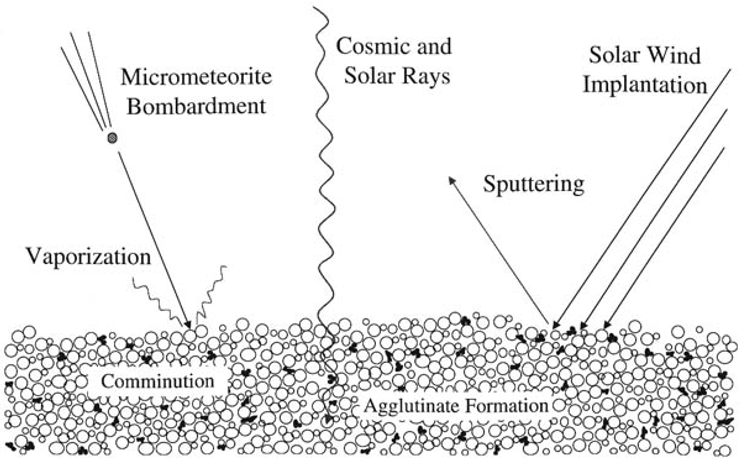 Micrometeorite
Bombardment
Cosmic and
Solar Rays
Solar Wind
Implantation
Sputtering
Vaporization
Comminution
Agglutinate Formation